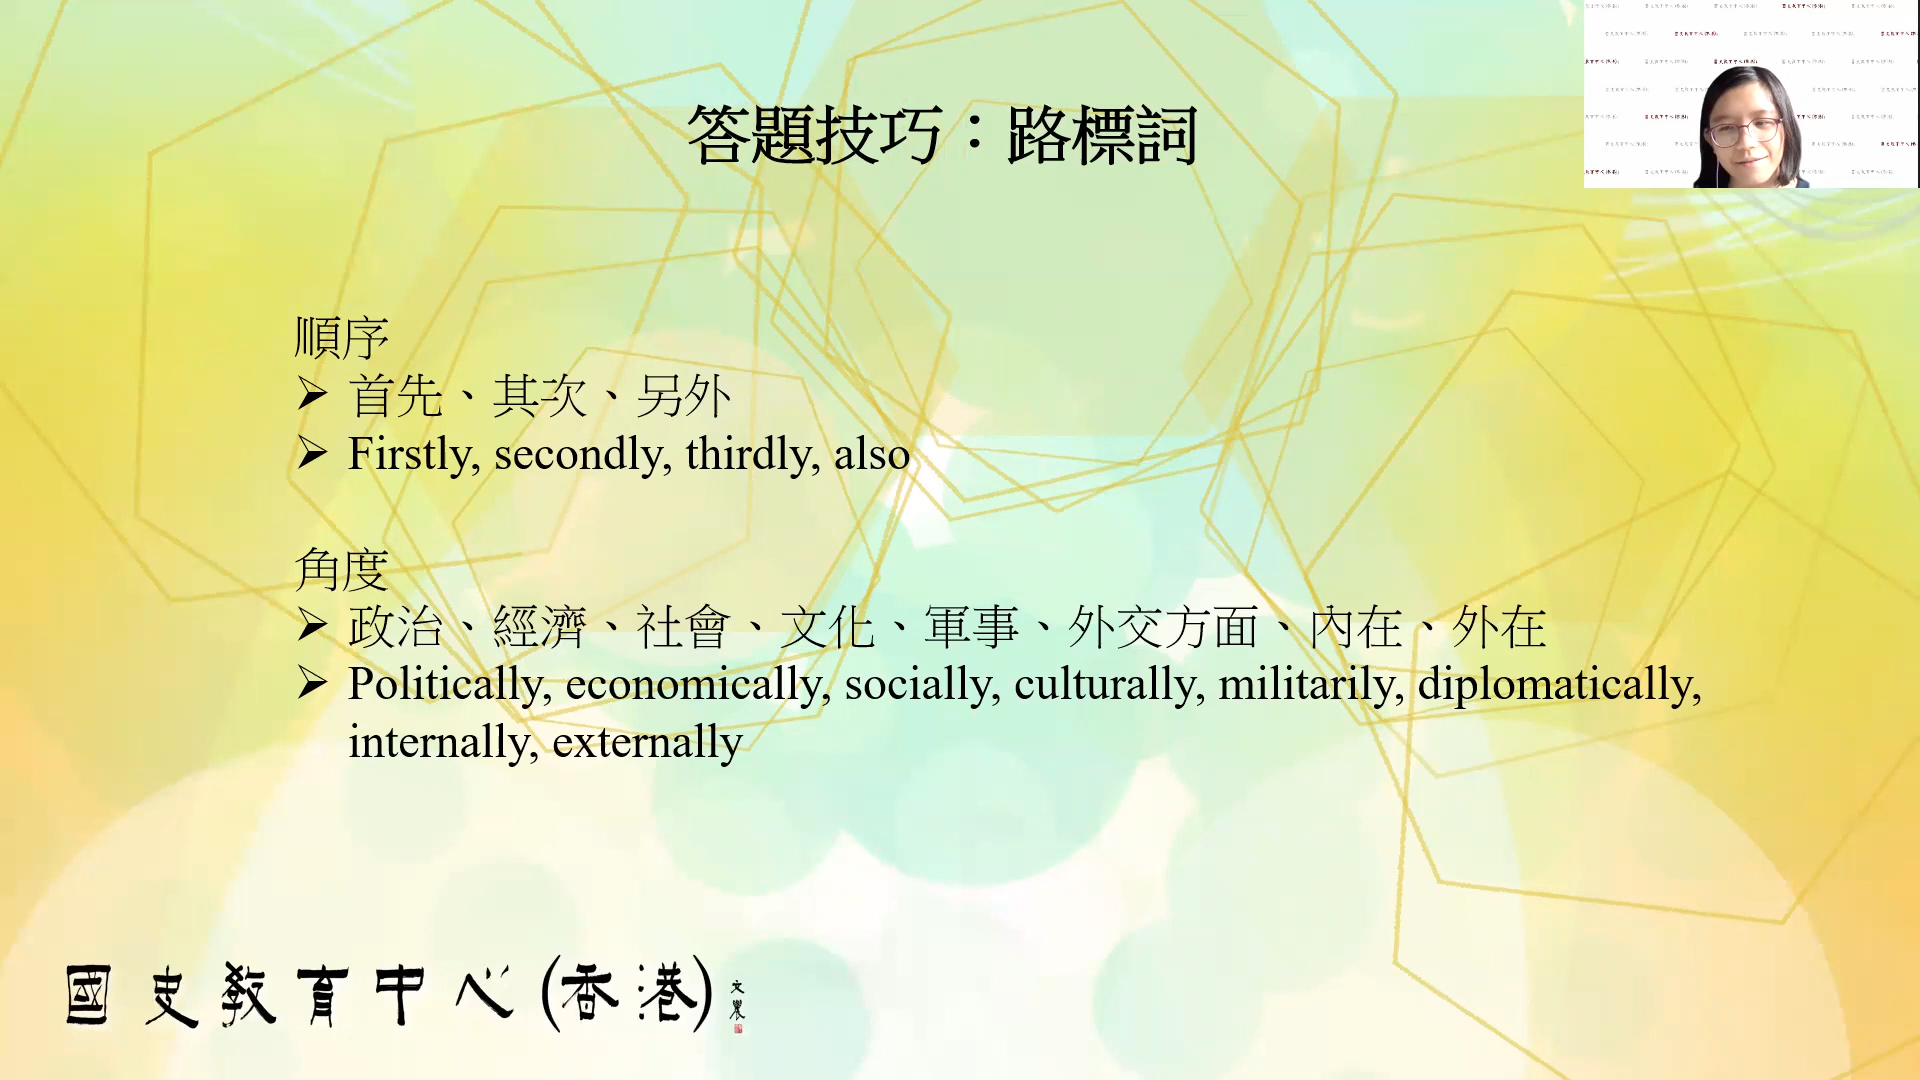 答題技巧：路標詞
順序
➢ 首先、其次、另外
➢ Firstly, secondly, thirdly, also
角度
➢ 政治、經濟、社會、文化、軍事、外交方面、內在、外在
➢ Politically, economically, socially, culturally, militarily, diplomatically,
internally, externally
國史教育中心(香港)